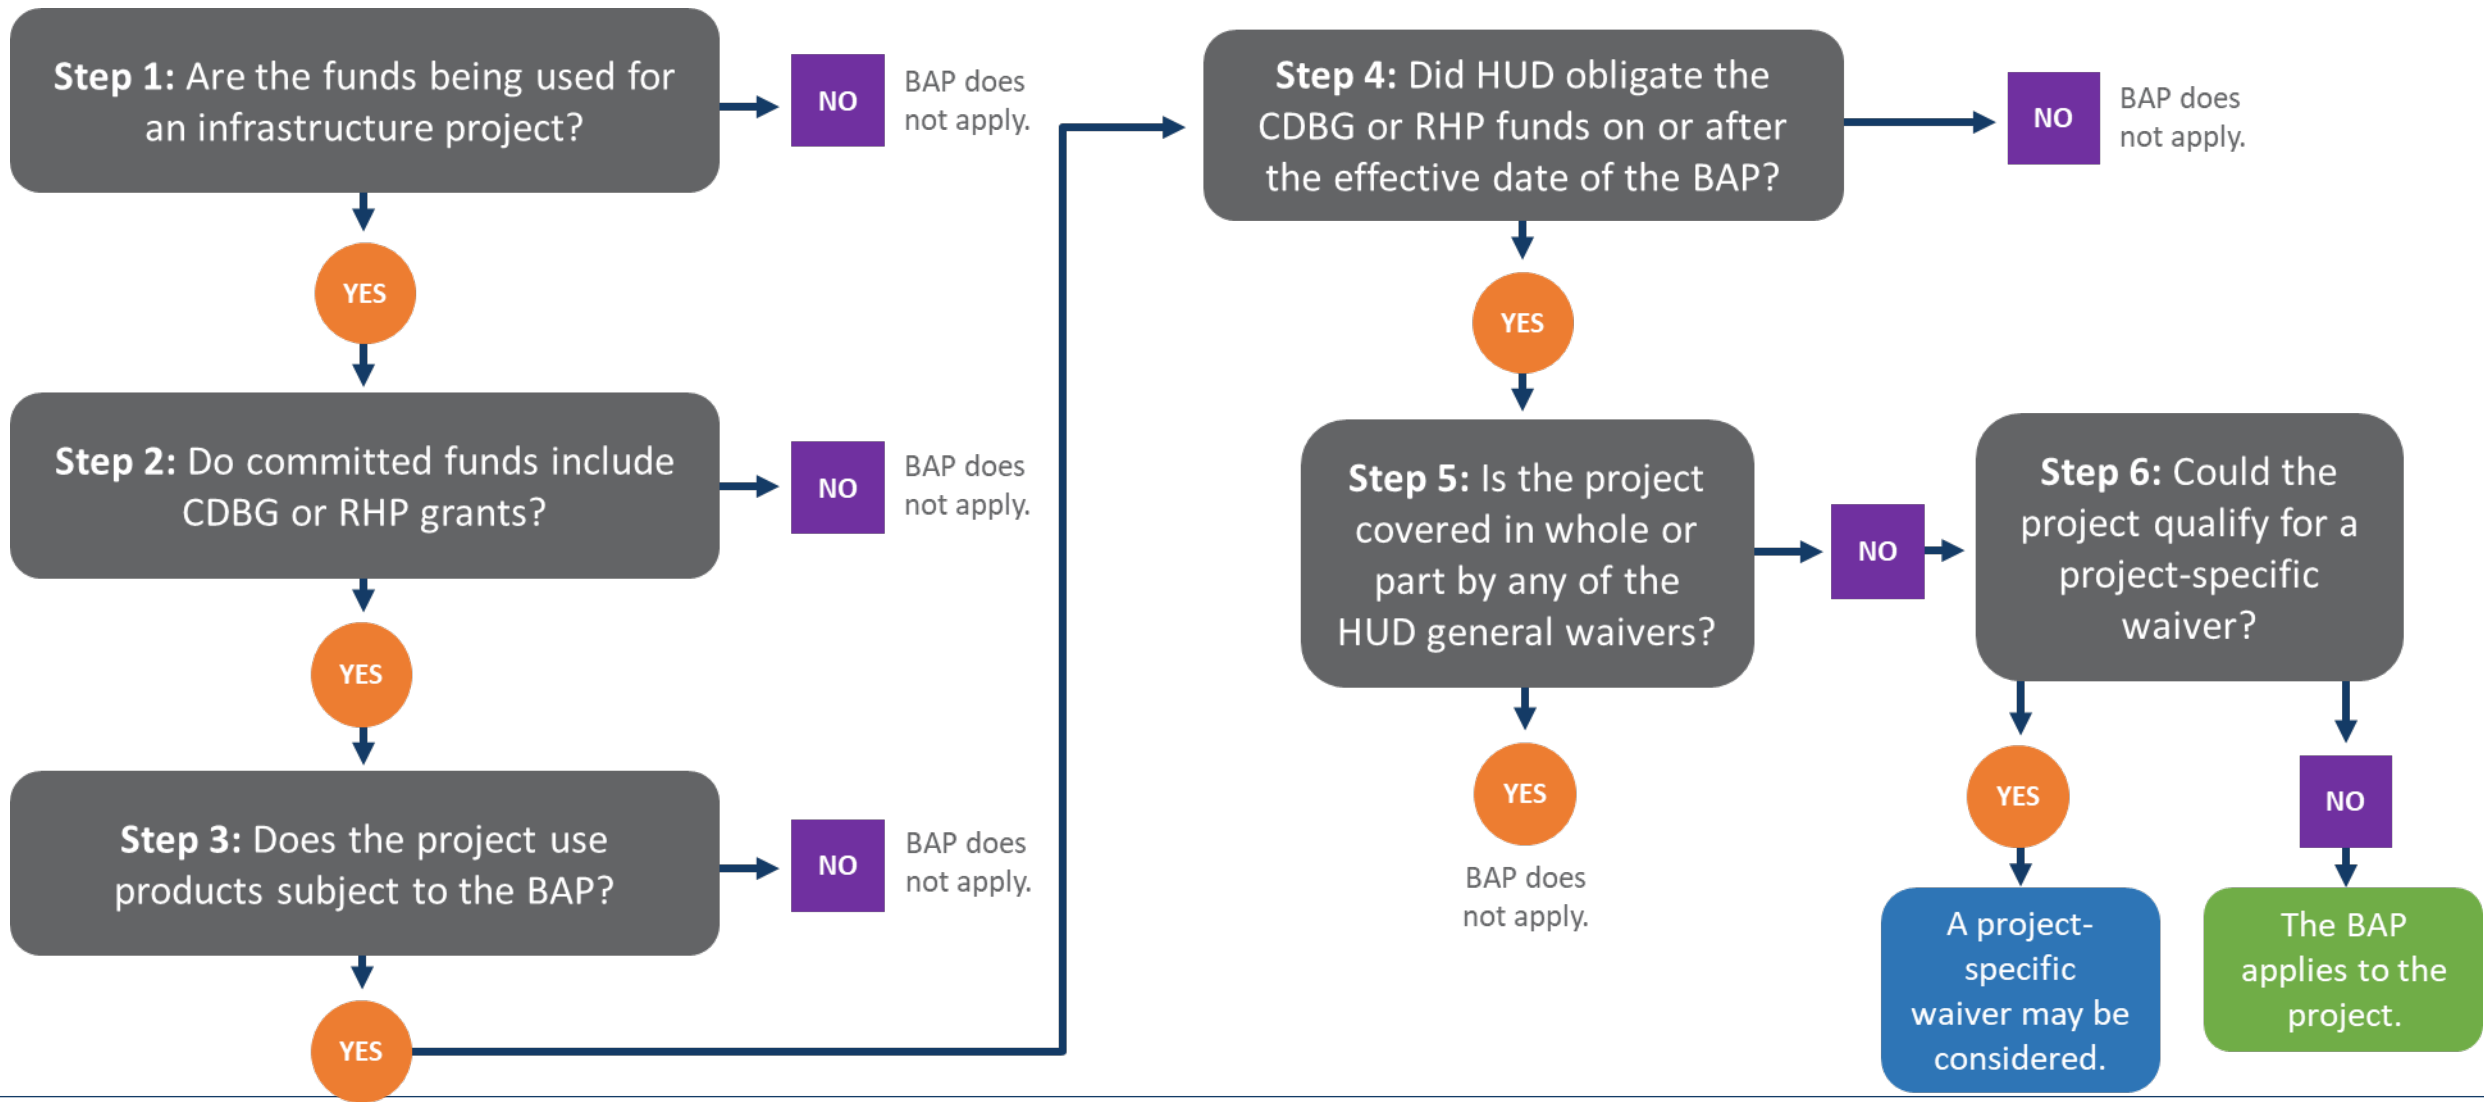 Step 1: Are the funds being used for
an infrastructure project?
NO
BAP does
not apply.
YES
Step 2: Do committed funds include
CDBG or RHP grants?
NO
BAP does
not apply.
YES
Step 3: Does the project use
products subject to the BAP?
NO
BAP does
not apply.
YES
Step 4: Did HUD obligate the
CDBG or RHP funds on or after
the effective date of the BAP?
NO
BAP does
not apply.
YES
Step 5: Is the project
covered in whole or
part by any of the
HUD general waivers?
YES
BAP does
not apply.
NO
Step 6: Could the
project qualify for a
project-specific
waiver?
YES
A project-
specific
waiver may be
considered.
NO
The BAP
applies to the
project.